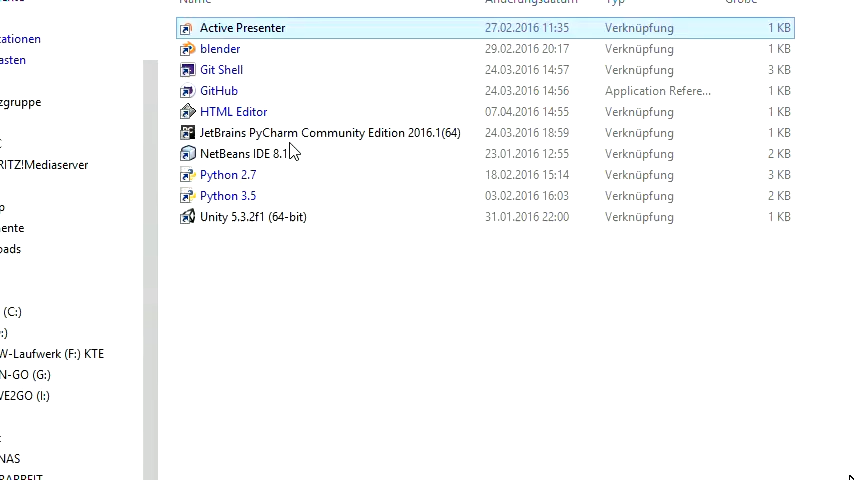 Name Änderungsdatum Typ Größe
Active Presenter 27.02.2016 11:35 Verknüpfung 1 KB
blender 29.02.2016 20:17 Verknüpfung 1 KB
Git Shell 24.03.2016 14:57 Verknüpfung 3 KB
GitHub 24.03.2016 14:56 Application Refere... 1 KB
HTML Editor 07.04.2016 14:55 Verknüpfung 1 KB
JetBrains PyCharm Community Edition 2016.1(64) 24.03.2016 18:59 Verknüpfung 1 KB
NetBeans IDE 8.1 23.01.2016 12:55 Verknüpfung 2 KB
Python 2.7 18.02.2016 15:14 Verknüpfung 3 KB
Python 3.5 03.02.2016 16:03 Verknüpfung 2 KB
Unity 5.3.2f1 (64-bit) 31.01.2016 22:00 Verknüpfung 1 KB
tationen
asten
zgruppe
RITZ!Mediaserver
p
ente
oads
(C:)
:)
W-Laufwerk (F:) KTE
N-GO (G:)
VE2GO (I:)
NAS
RARBEIT